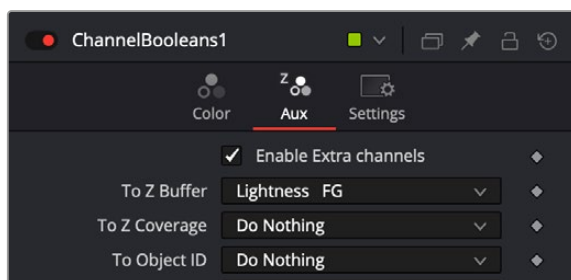 ChannelBooleans1
Z
Color Aux Settings
Enable Extra channels
To Z Buffer Lightness FG
To Z Coverage Do Nothing
To Object ID Do Nothing